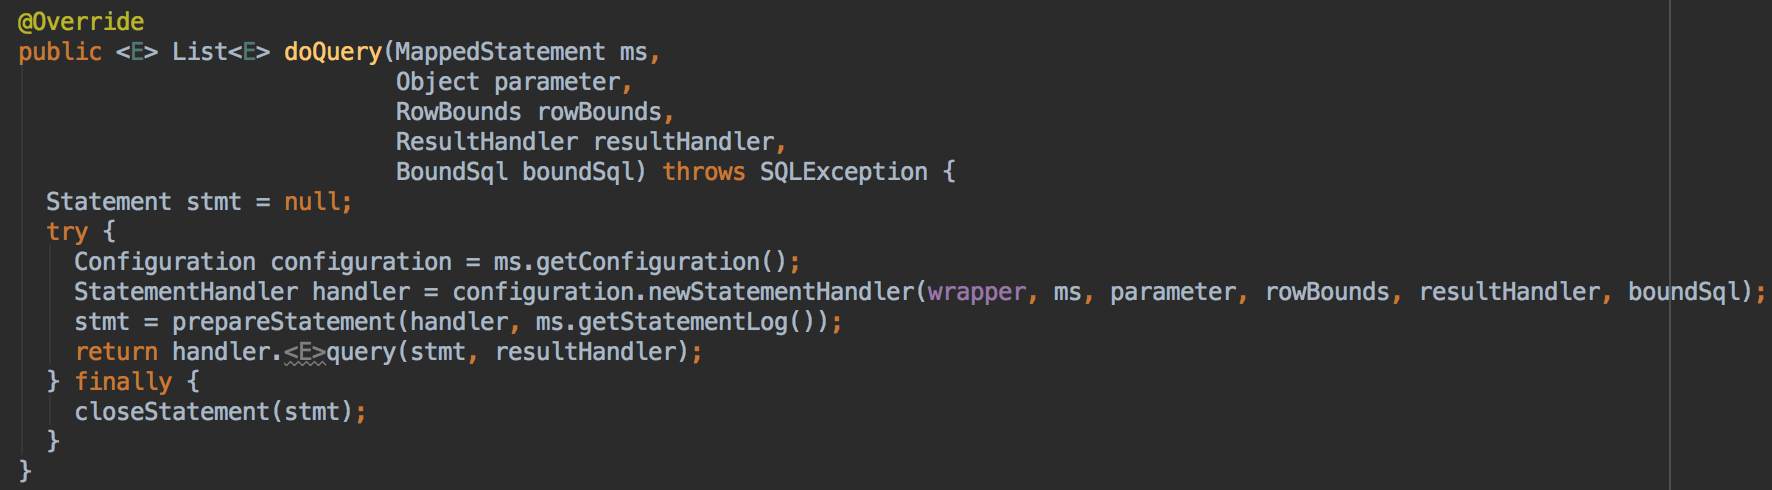 @Override
public <E> List<E> doQuery(MappedStatement ms,
Object parameter,
RowBounds rowBounds,
ResultHandler resultHandler,
BoundSql boundSql) throws SQLException {
Statement stmt = null;
try {
Configuration configuration = ms.getConfiguration();
StatementHandler handler = configuration.newStatementHandler(wrapper, ms, parameter, rowBounds, resultHandler, boundSql);
stmt = prepareStatement(handler, ms.getStatementLog());
return handler.<E>query(stmt, resultHandler);
} finally {
closeStatement(stmt);
}
}